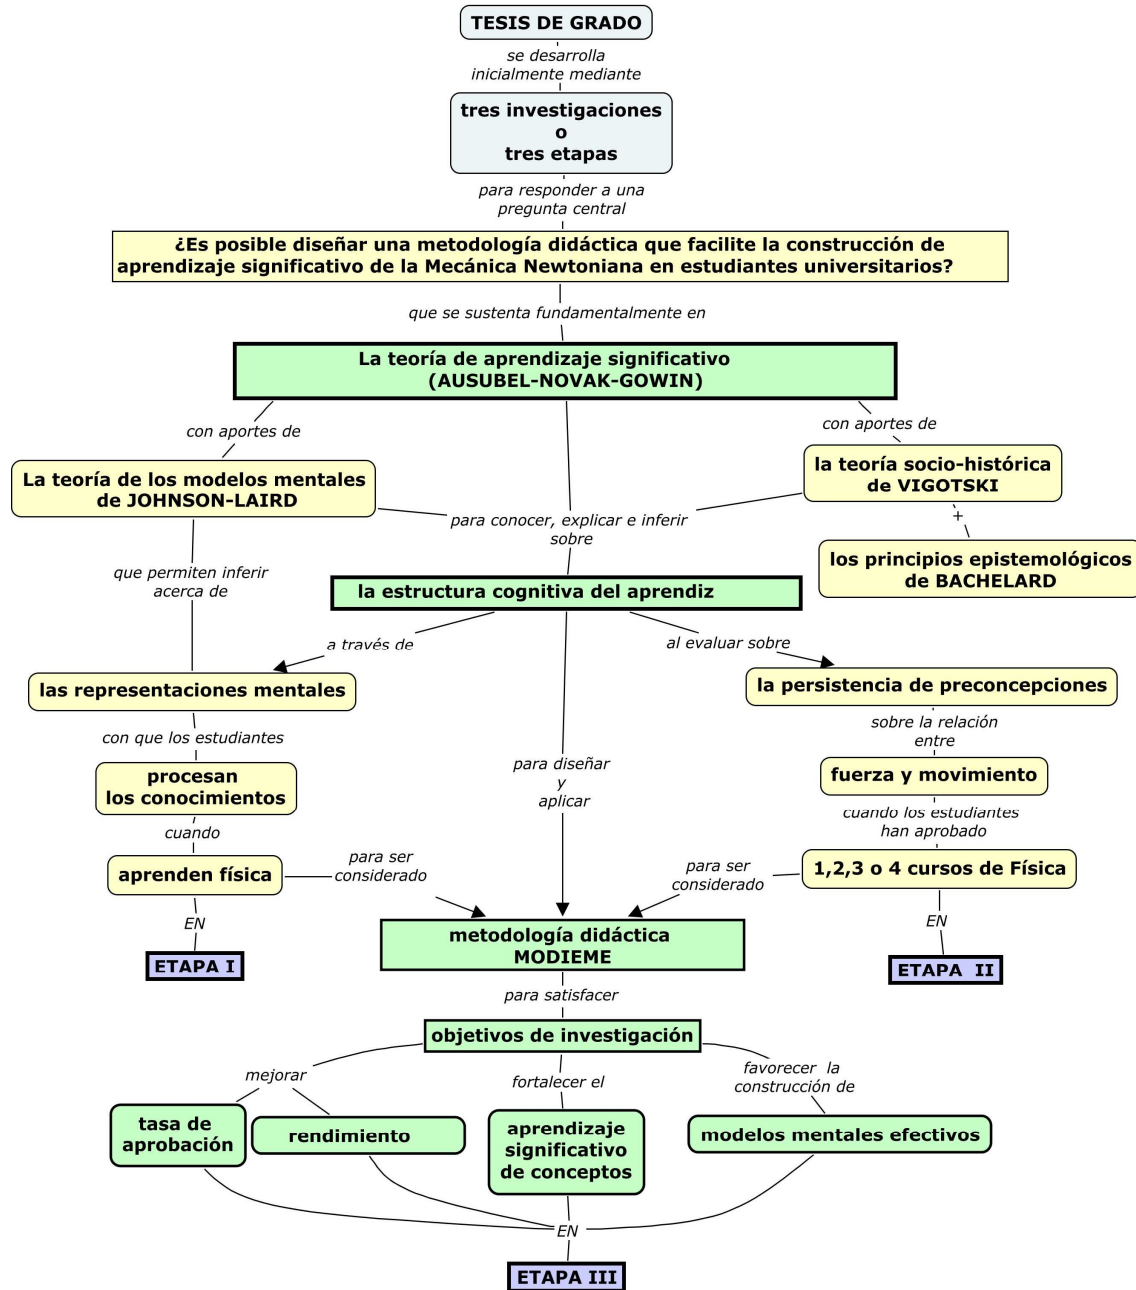 TESIS DE GRADO
se desarrolla
inicialmente mediante
tres investigaciones
o
tres etapas
para responder a una
pregunta central
¿Es posible diseñar una metodología didáctica que facilite la construcción de
aprendizaje significativo de la Mecánica Newtoniana en estudiantes universitarios?
que se sustenta fundamentalmente en
La teoría de aprendizaje significativo
(AUSUBEL-NOVAK-GOWIN)
con aportes de
con aportes de
La teoría de los modelos mentales
de JOHNSON-LAIRD
la teoría socio-histórica
de VIGOTSKI
+
los principios epistemológicos
de BACHELARD
para conocer, explicar e inferir
sobre
que permiten inferir
acerca de
la estructura cognitiva del aprendiz
a través de
al evaluar sobre
las representaciones mentales
la persistencia de preconcepciones
con que los estudiantes
sobre la relación
entre
procesan
los conocimientos
para diseñar
y
aplicar
fuerza y movimiento
cuando
cuando los estudiantes
han aprobado
aprenden física
para ser
considerado
para ser
considerado
1,2,3 o 4 cursos de Física
EN
EN
ETAPA I
metodología didáctica
MODIEME
ETAPA II
para satisfacer
objetivos de investigación
mejorar
fortalecer el
favorecer la
construcción de
tasa de
aprobación
rendimiento
aprendizaje
significativo
de conceptos
modelos mentales efectivos
EN
ETAPA III